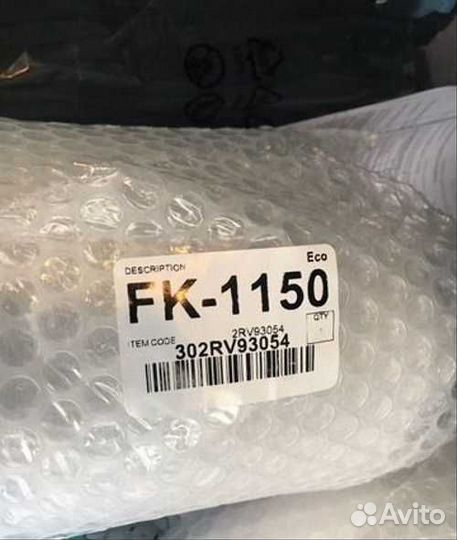 Eco
DESCRIPTION
FK-1150
QTY
2RV93054
ITEM CODE 302RV93054
Avito